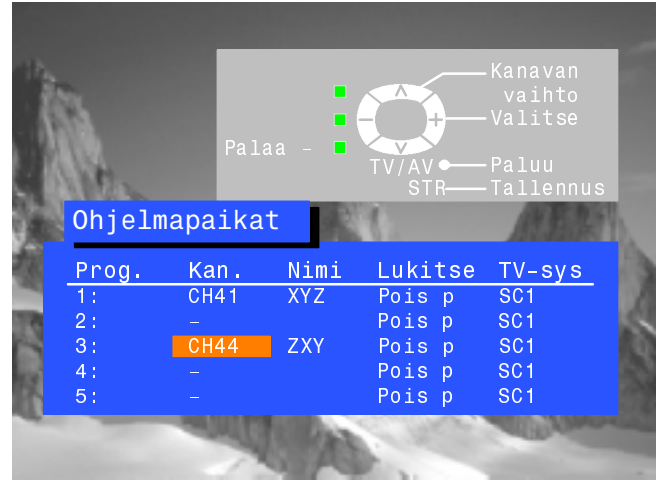 Kanavan
vaihto
Valitse
Palaa -
TV/AV Paluu
STR Tallennus
Ohjelmapaikat
Prog. Kan. Nimi Lukitse TV-sys
1: CH41 XYZ Pois p SC1
2: - Pois p SC1
3: CH44 ZXY Pois p SC1
4: - Pois p SC1
5: - Pois p SC1